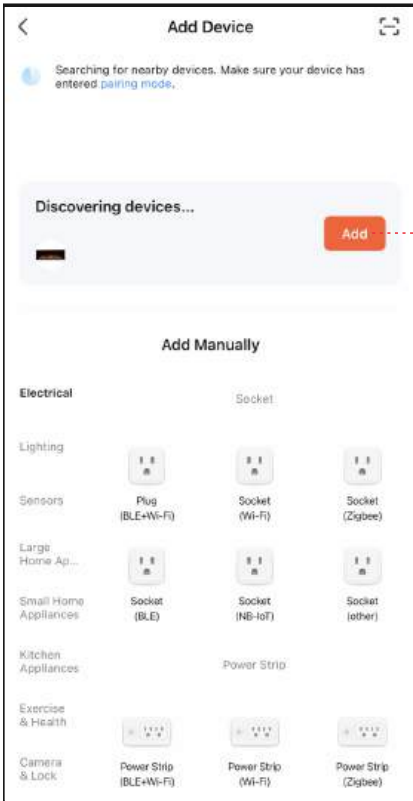 Add Device
Searching for nearby devices. Make sure your device has
entered pairing mode.
Discovering devices...
Add
Add Manually
Electrical
Socket
Lighting
Sensors
Plug
(BLE+Wi-Fi)
Socket
(Wi-Fi)
Socket
(Zigbee)
Large
Home Ap...
Small Home
Appliances
Socket
(BLE)
Socket
(NB-IoT)
Socket
(other)
Kitchen
Appliances
Power Strip
Exercise
& Health
Camera
& Lock
Power Strip
(BLE+Wi-Fi)
Power Strip
(Wi-Fi)
Power Strip
(Zigbee)